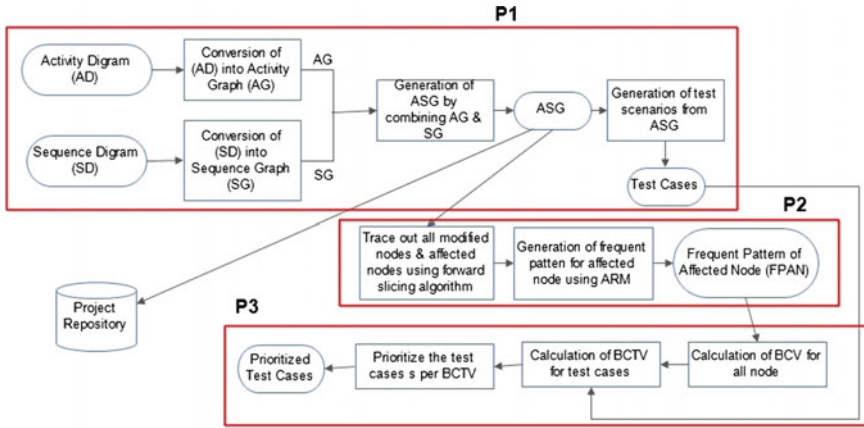 P1
Activity Digram
(AD)
Conversion of
(AD) into Activity
Graph (AG)
AG
Generation of
ASG by
combining AG &
SG
ASG
Generation of test
scenarios from
ASG
Sequence Digram
(SD)
Conversion of
(SD) into
Sequence Graph
(SG)
SG
Test Cases
P2
Trace out all modified
nodes & affected
nodes using forward
slicing algorithm
Generation of frequent
patten for affected
node using ARM
Frequent Pattern of
Affected Node (FPAN)
Project
Repository
P3
Prioritized
Test Cases
Prioritize the test
cases s per BCTV
Calculation of BCTV
for test cases
Calculation of BCV for
all node